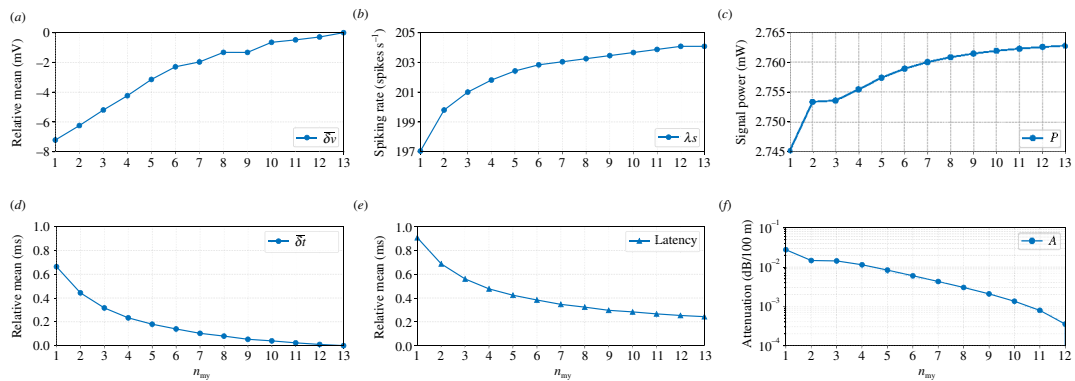 (a)
Relative mean (mV)
0
−2
−4
−6
−8
1 2 3 4 5 6 7 8 9 10 11 12 13
δv
(b)
Spiking rate (spikes s⁻¹)
205
203
201
199
197
1 2 3 4 5 6 7 8 9 10 11 12 13
λs
(c)
Signal power (mW)
2.765
2.760
2.755
2.750
2.745
1 2 3 4 5 6 7 8 9 10 11 12 13
P
(d)
Relative mean (ms)
1.0
0.8
0.6
0.4
0.2
0.0
1 2 3 4 5 6 7 8 9 10 11 12 13
n_my
δt
(e)
Relative mean (ms)
1.0
0.8
0.6
0.4
0.2
0.0
1 2 3 4 5 6 7 8 9 10 11 12 13
n_my
Latency
(f)
Attenuation (dB/100 m)
10⁻¹
10⁻²
10⁻³
10⁻⁴
1 2 3 4 5 6 7 8 9 10 11 12
n_my
A